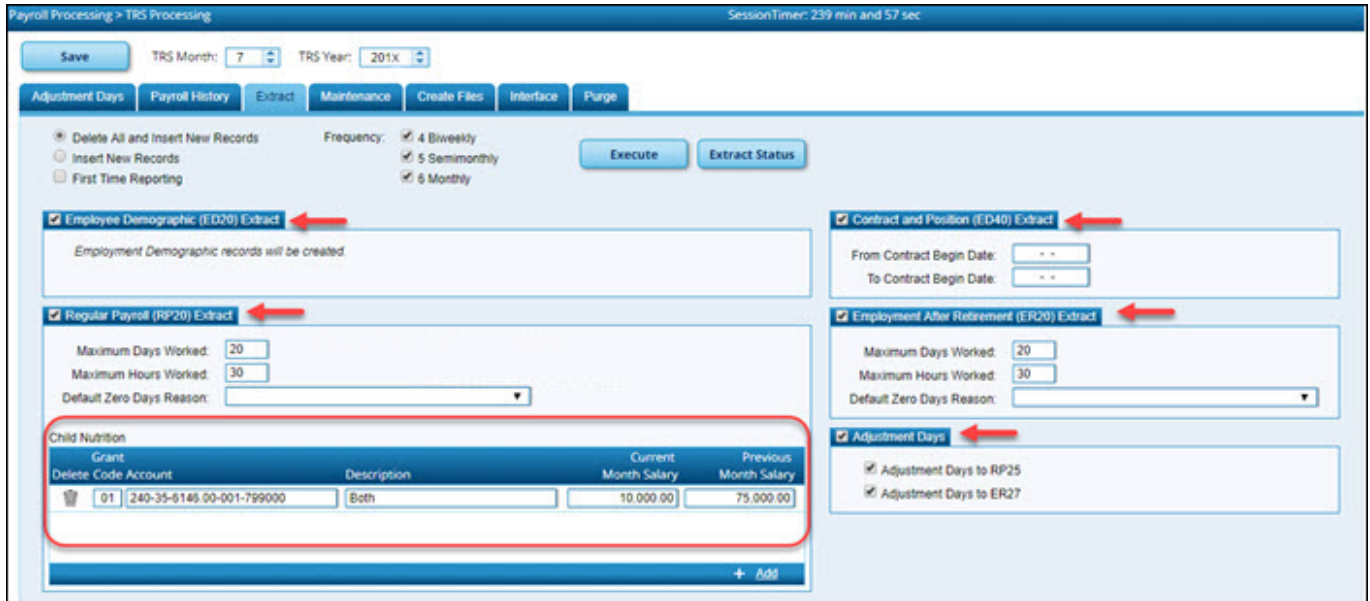 Payroll Processing > TRS Processing SessionTimer: 239 min and 57 sec
Save TRS Month: 7 TRS Year: 201X
Adjustment Days Payroll History Extract Maintenance Create Files Interface Purge
Delete All and Insert New Records Frequency: 4 Biweekly
Insert New Records 5 Semimonthly Execute Extract Status
First Time Reporting 6 Monthly
Employee Demographic (ED20) Extract
Employment Demographic records will be created.
Contract and Position (ED40) Extract
From Contract Begin Date: - -
To Contract Begin Date: - -
Regular Payroll (RP20) Extract
Maximum Days Worked: 20
Maximum Hours Worked: 30
Default Zero Days Reason:
Employment After Retirement (ER20) Extract
Maximum Days Worked: 20
Maximum Hours Worked: 30
Default Zero Days Reason:
Child Nutrition
Grant Current Previous
Delete Code Account Description Month Salary Month Salary
01 240-35-6146.00-001-799000 Both 10,000.00 75,000.00
+ Add
Adjustment Days
Adjustment Days to RP25
Adjustment Days to ER27